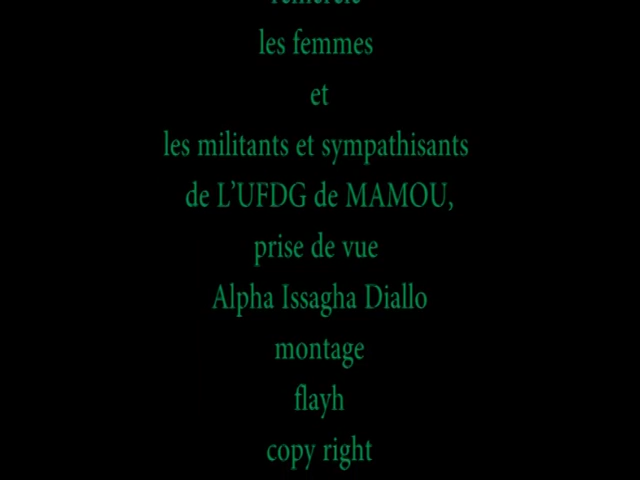 remercie
les femmes
et
les militants et sympathisants
de L’UFDG de MAMOU,
prise de vue
Alpha Issagha Diallo
montage
flayh
copy right